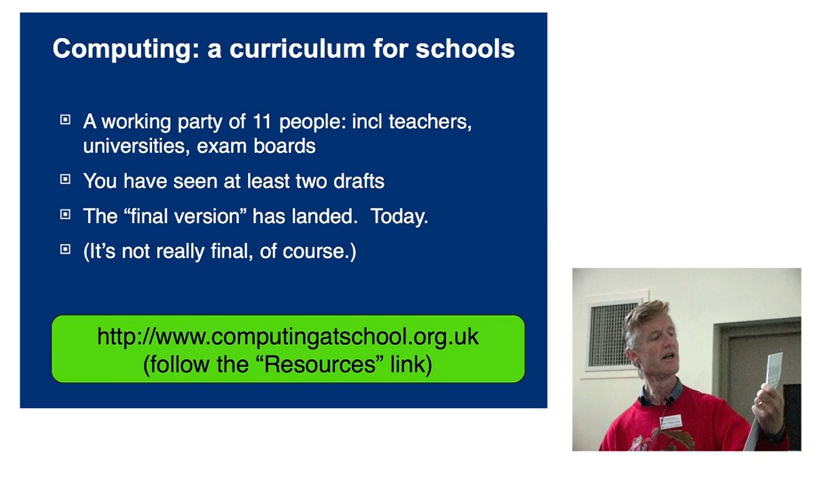 Computing: a curriculum for schools
A working party of 11 people: incl teachers,
universities, exam boards
You have seen at least two drafts
The “final version” has landed.  Today.
(It’s not really final, of course.)
http://www.computingatschool.org.uk
(follow the “Resources” link)